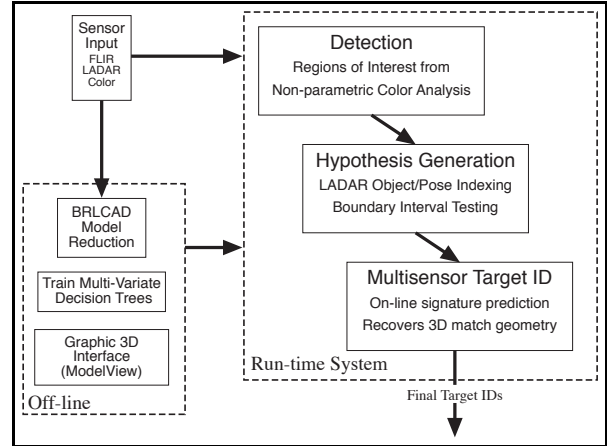 Sensor
Input
FLIR
LADAR
Color
Detection
Regions of Interest from
Non-parametric Color Analysis
Hypothesis Generation
LADAR Object/Pose Indexing
Boundary Interval Testing
Multisensor Target ID
On-line signature prediction
Recovers 3D match geometry
Run-time System
BRLCAD
Model
Reduction
Train Multi-Variate
Decision Trees
Graphic 3D
Interface
(ModelView)
Off-line
Final Target IDs